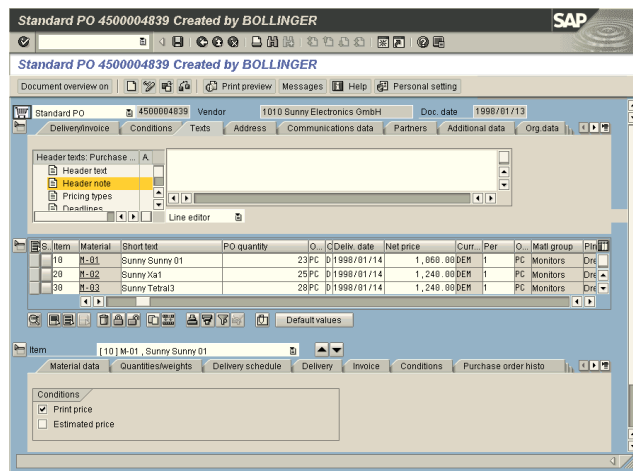 Standard PO 4500004839 Created by BOLLINGER
SAP
Standard PO 4500004839 Created by BOLLINGER
Document overview on Print preview Messages Help Personal setting
Standard PO 4500004839 Vendor 1010 Sunny Electronics GmbH Doc. date 1998/01/13
Delivery/invoice Conditions Texts Address Communications data Partners Additional data Org.data
Header texts: Purchase ... A.
Header text
Header note
Pricing types
Deadlines
Line editor
S.. Item Material Short text PO quantity O... C Deliv. date Net price Curr... Per O... Matl group Pln
10 M-01 Sunny Sunny 01 23 PC D 1998/01/14 1,060.00 DEM 1 PC Monitors Dre
20 M-02 Sunny Xa1 25 PC D 1998/01/14 1,240.00 DEM 1 PC Monitors Dre
30 M-03 Sunny Tetral3 28 PC D 1998/01/14 1,240.00 DEM 1 PC Monitors Dre
Default values
Item [ 10 ] M-01 , Sunny Sunny 01
Material data Quantities/weights Delivery schedule Delivery Invoice Conditions Purchase order histo
Conditions
Print price
Estimated price